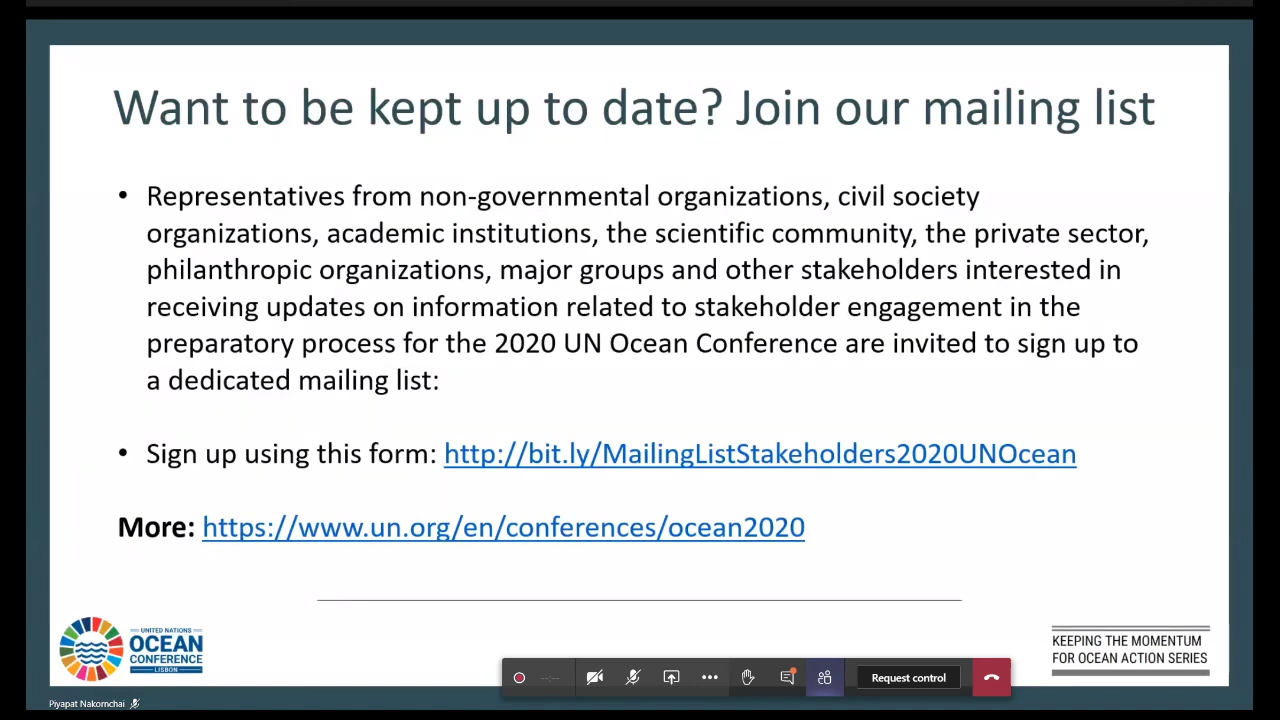 Want to be kept up to date? Join our mailing list
• Representatives from non-governmental organizations, civil society
organizations, academic institutions, the scientific community, the private sector,
philanthropic organizations, major groups and other stakeholders interested in
receiving updates on information related to stakeholder engagement in the
preparatory process for the 2020 UN Ocean Conference are invited to sign up to
a dedicated mailing list:
• Sign up using this form: http://bit.ly/MailingListStakeholders2020UNOcean
More: https://www.un.org/en/conferences/ocean2020
UNITED NATIONS
OCEAN
CONFERENCE
LISBON
KEEPING THE MOMENTUM
FOR OCEAN ACTION SERIES
--:--
Request control
Piyapat Nakornchai